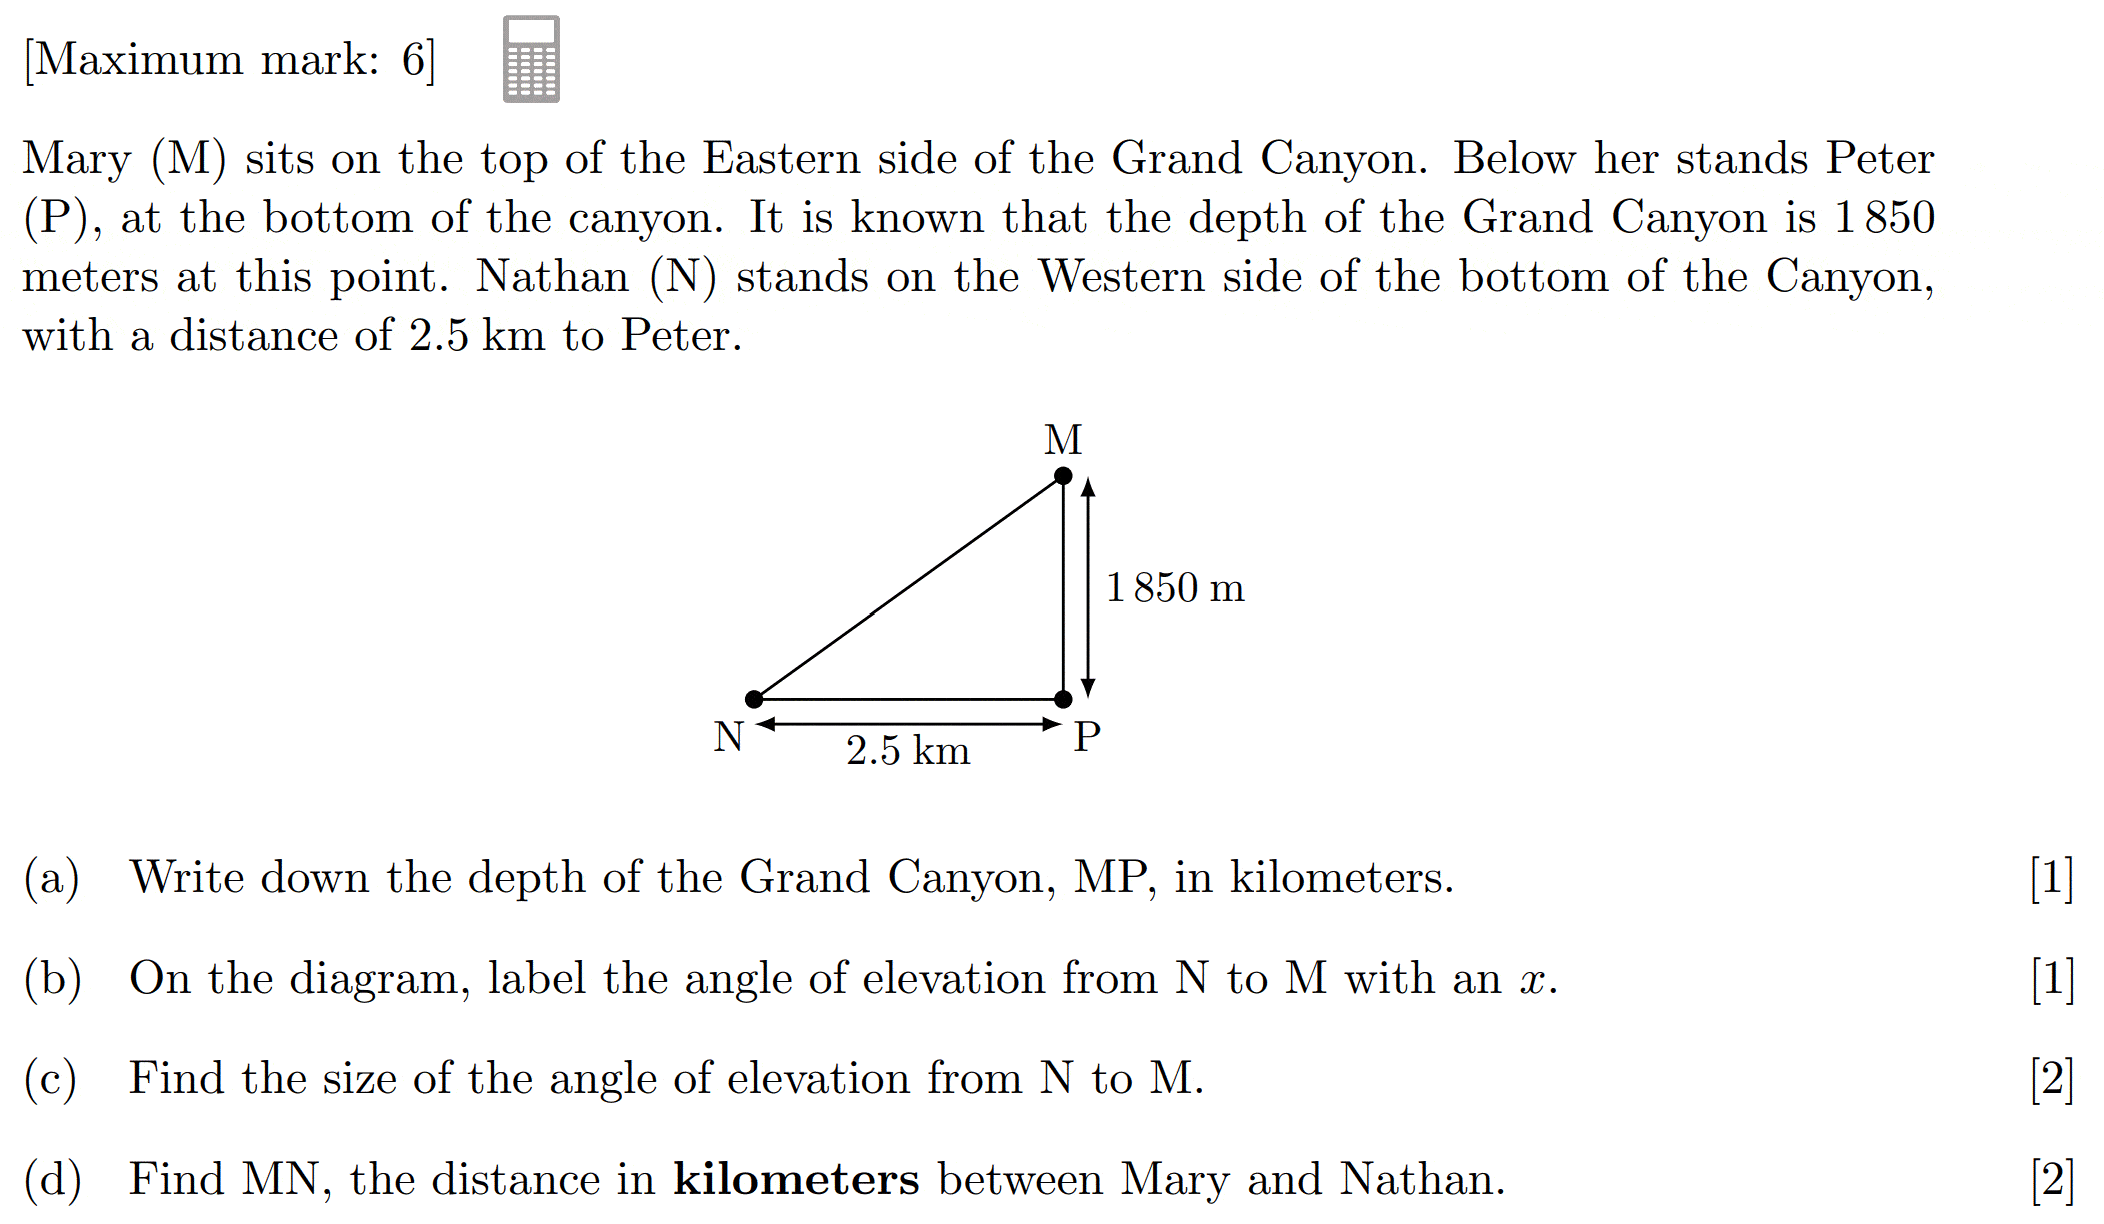 [Maximum mark: 6]
Mary (M) sits on the top of the Eastern side of the Grand Canyon. Below her stands Peter
(P), at the bottom of the canyon. It is known that the depth of the Grand Canyon is 1 850
meters at this point. Nathan (N) stands on the Western side of the bottom of the Canyon,
with a distance of 2.5 km to Peter.
M
1 850 m
N
P
2.5 km
(a) Write down the depth of the Grand Canyon, MP, in kilometers. [1]
(b) On the diagram, label the angle of elevation from N to M with an x. [1]
(c) Find the size of the angle of elevation from N to M. [2]
(d) Find MN, the distance in kilometers between Mary and Nathan. [2]